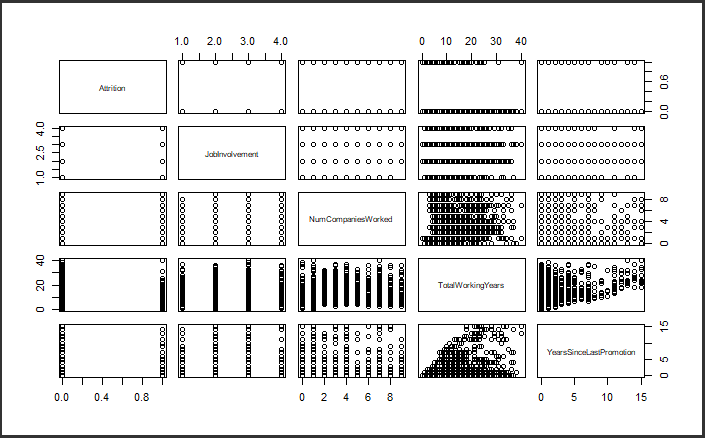 1.0 2.0 3.0 4.0
0 10 20 30 40
Attrition
0.0 0.6
1.0 2.5 4.0
JobInvolvement
NumCompaniesWorked
0 4 8
0 20 40
TotalWorkingYears
YearsSinceLastPromotion
0 5 15
0.0 0.4 0.8
0 2 4 6 8
0 5 10 15